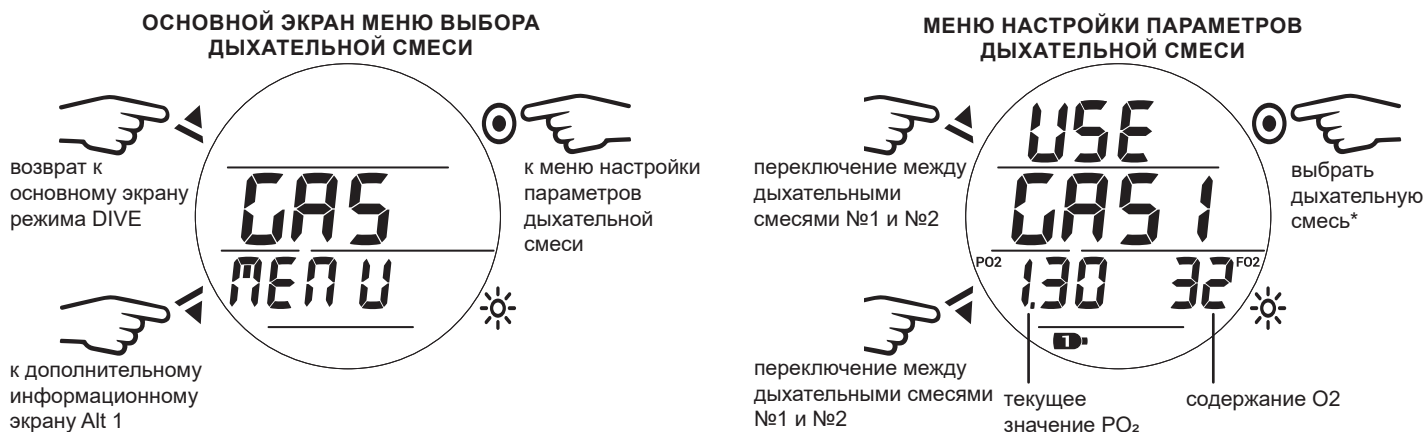 ОСНОВНОЙ ЭКРАН МЕНЮ ВЫБОРА
ДЫХАТЕЛЬНОЙ СМЕСИ
возврат к
основному экрану
режима DIVE
GAS
MENU
к меню настройки
параметров
дыхательной
смеси
к дополнительному
информационному
экрану Alt 1
МЕНЮ НАСТРОЙКИ ПАРАМЕТРОВ
ДЫХАТЕЛЬНОЙ СМЕСИ
переключение между
дыхательными
смесями №1 и №2
USE
GAS 1
PO2 1.30 32 FO2
1
выбрать
дыхательную
смесь*
переключение между
дыхательными смесями
№1 и №2
текущее
значение PO₂
содержание O2